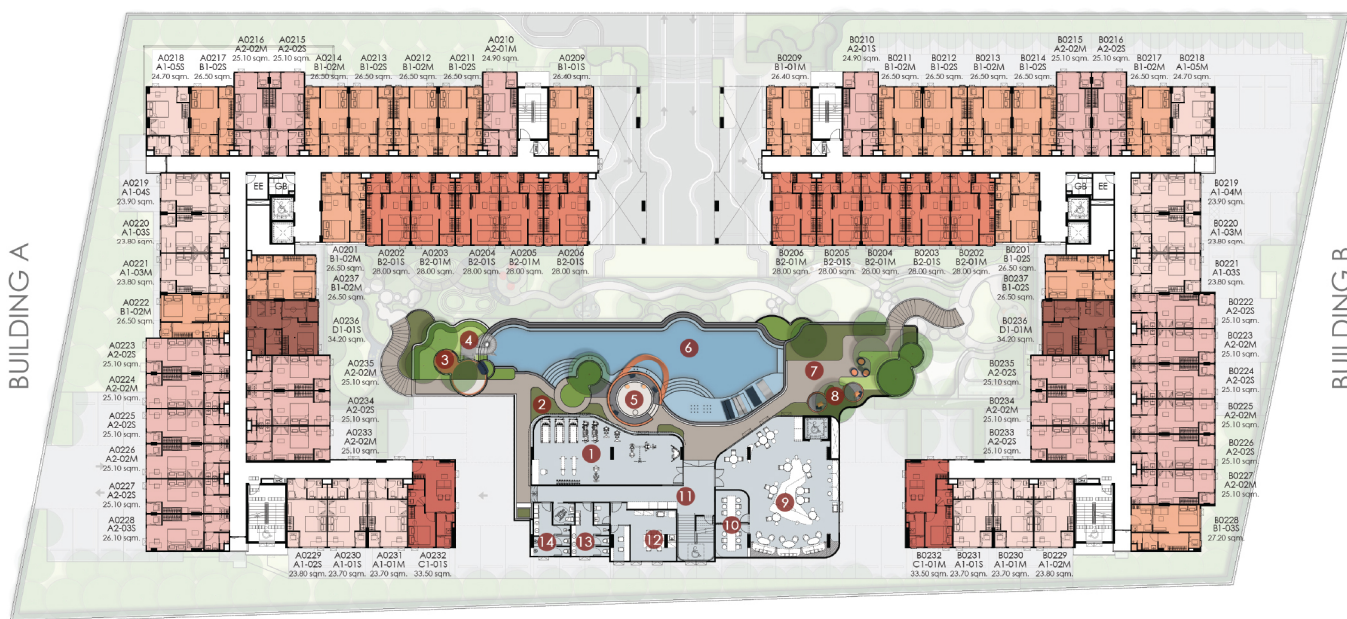 BUILDING A
A0218
A1-05S
24.70 sqm.
A0217
B1-02S
26.50 sqm.
A0216
A2-02M
25.10 sqm.
A0215
A2-02S
25.10 sqm.
A0214
B1-02M
26.50 sqm.
A0213
B1-02S
26.50 sqm.
A0212
B1-02M
26.50 sqm.
A0211
B1-02S
26.50 sqm.
A0210
A2-01M
24.90 sqm.
A0209
B1-01S
26.40 sqm.
B0209
B1-01M
26.40 sqm.
B0210
A2-01S
24.90 sqm.
B0211
B1-02M
26.50 sqm.
B0212
B1-02S
26.50 sqm.
B0213
B1-02M
26.50 sqm.
B0214
B1-02S
26.50 sqm.
B0215
A2-02M
25.10 sqm.
B0216
A2-02S
25.10 sqm.
B0217
B1-02M
26.50 sqm.
B0218
A1-05M
24.70 sqm.
A0219
A1-04S
23.90 sqm.
A0220
A1-03S
23.80 sqm.
A0221
A1-03M
23.80 sqm.
A0222
B1-02M
26.50 sqm.
A0223
A2-02S
25.10 sqm.
A0224
A2-02M
25.10 sqm.
A0225
A2-02S
25.10 sqm.
A0226
A2-02M
25.10 sqm.
A0227
A2-02S
25.10 sqm.
A0228
A2-03S
26.10 sqm.
EE
GB
A0201
B1-02M
26.50 sqm.
A0237
B1-02M
26.50 sqm.
A0236
D1-01S
34.20 sqm.
A0235
A2-02M
25.10 sqm.
A0234
A2-02S
25.10 sqm.
A0233
A2-02M
25.10 sqm.
A0202
B2-01S
28.00 sqm.
A0203
B2-01M
28.00 sqm.
A0204
B2-01S
28.00 sqm.
A0205
B2-01M
28.00 sqm.
A0206
B2-01S
28.00 sqm.
B0206
B2-01M
28.00 sqm.
B0205
B2-01S
28.00 sqm.
B0204
B2-01M
28.00 sqm.
B0203
B2-01S
28.00 sqm.
B0202
B2-01M
28.00 sqm.
B0201
B1-02S
26.50 sqm.
B0237
B1-02S
26.50 sqm.
B0236
D1-01M
34.20 sqm.
B0235
A2-02S
25.10 sqm.
B0234
A2-02M
25.10 sqm.
B0233
A2-02S
25.10 sqm.
GB
EE
B0219
A1-04M
23.90 sqm.
B0220
A1-03M
23.80 sqm.
B0221
A1-03S
23.80 sqm.
B0222
A2-02S
25.10 sqm.
B0223
A2-02M
25.10 sqm.
B0224
A2-02S
25.10 sqm.
B0225
A2-02M
25.10 sqm.
B0226
A2-02S
25.10 sqm.
B0227
A2-02M
25.10 sqm.
B0228
B1-03S
27.20 sqm.
1
2
3
4
5
6
7
8
9
10
11
12
13
14
A0229
A1-02S
23.80 sqm.
A0230
A1-01S
23.70 sqm.
A0231
A1-01M
23.70 sqm.
A0232
C1-01S
33.50 sqm.
B0232
C1-01M
33.50 sqm.
B0231
A1-01S
23.70 sqm.
B0230
A1-01M
23.70 sqm.
B0229
A1-02M
23.80 sqm.
BUILDING B